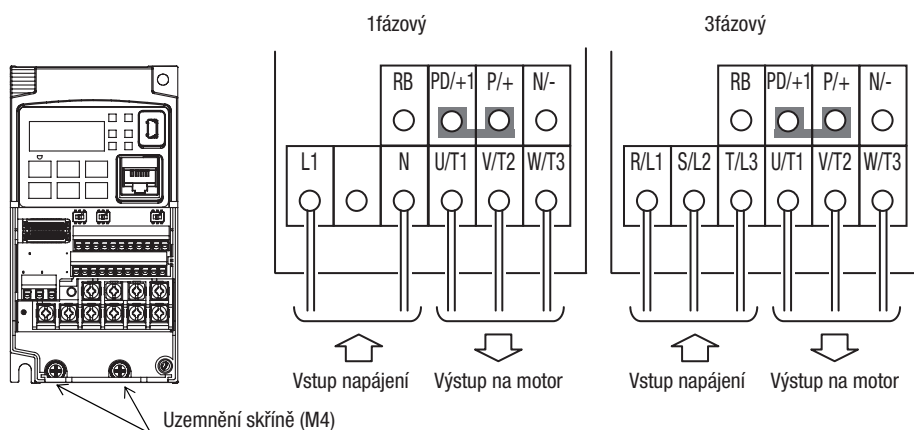 1fázový
3fázový
RB PD/+1 P/+ N/-
L1 N U/T1 V/T2 W/T3
RB PD/+1 P/+ N/-
R/L1 S/L2 T/L3 U/T1 V/T2 W/T3
Vstup napájení Výstup na motor
Vstup napájení Výstup na motor
Uzemnění skříně (M4)